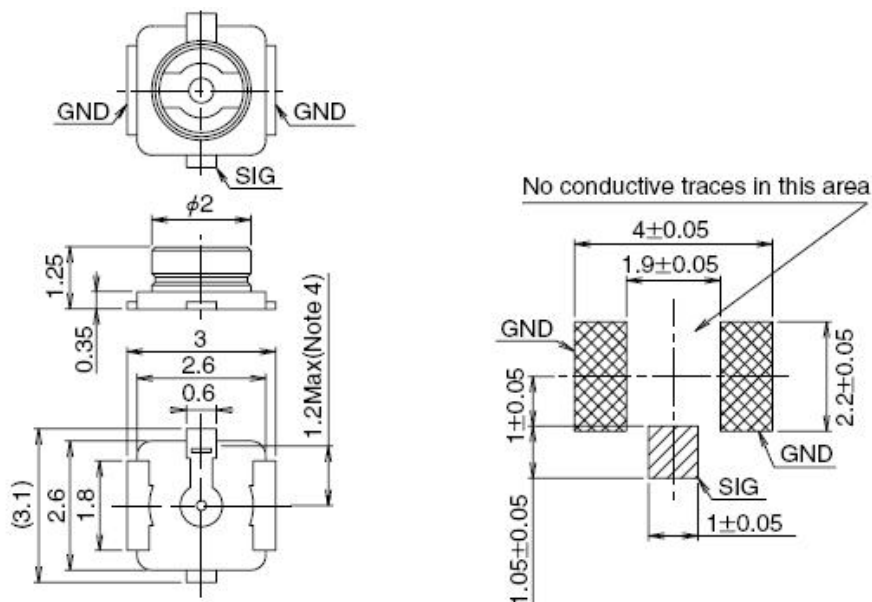 GND
GND
SIG
ϕ2
1.25
0.35
3
2.6
0.6
1.2Max(Note 4)
(3.1)
2.6
1.8
No conductive traces in this area
4±0.05
1.9±0.05
GND
1±0.05
2.2±0.05
GND
SIG
1.05±0.05
1±0.05